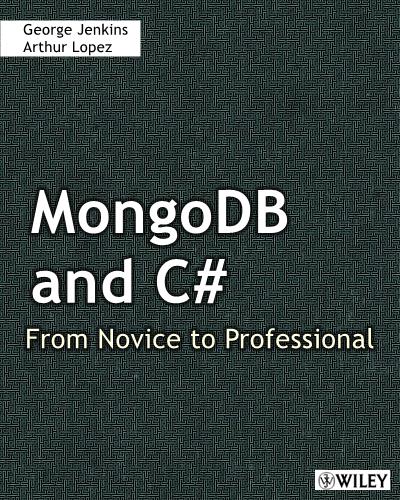 George Jenkins
Arthur Lopez
MongoDB
and C#
From Novice to Professional
WILEY